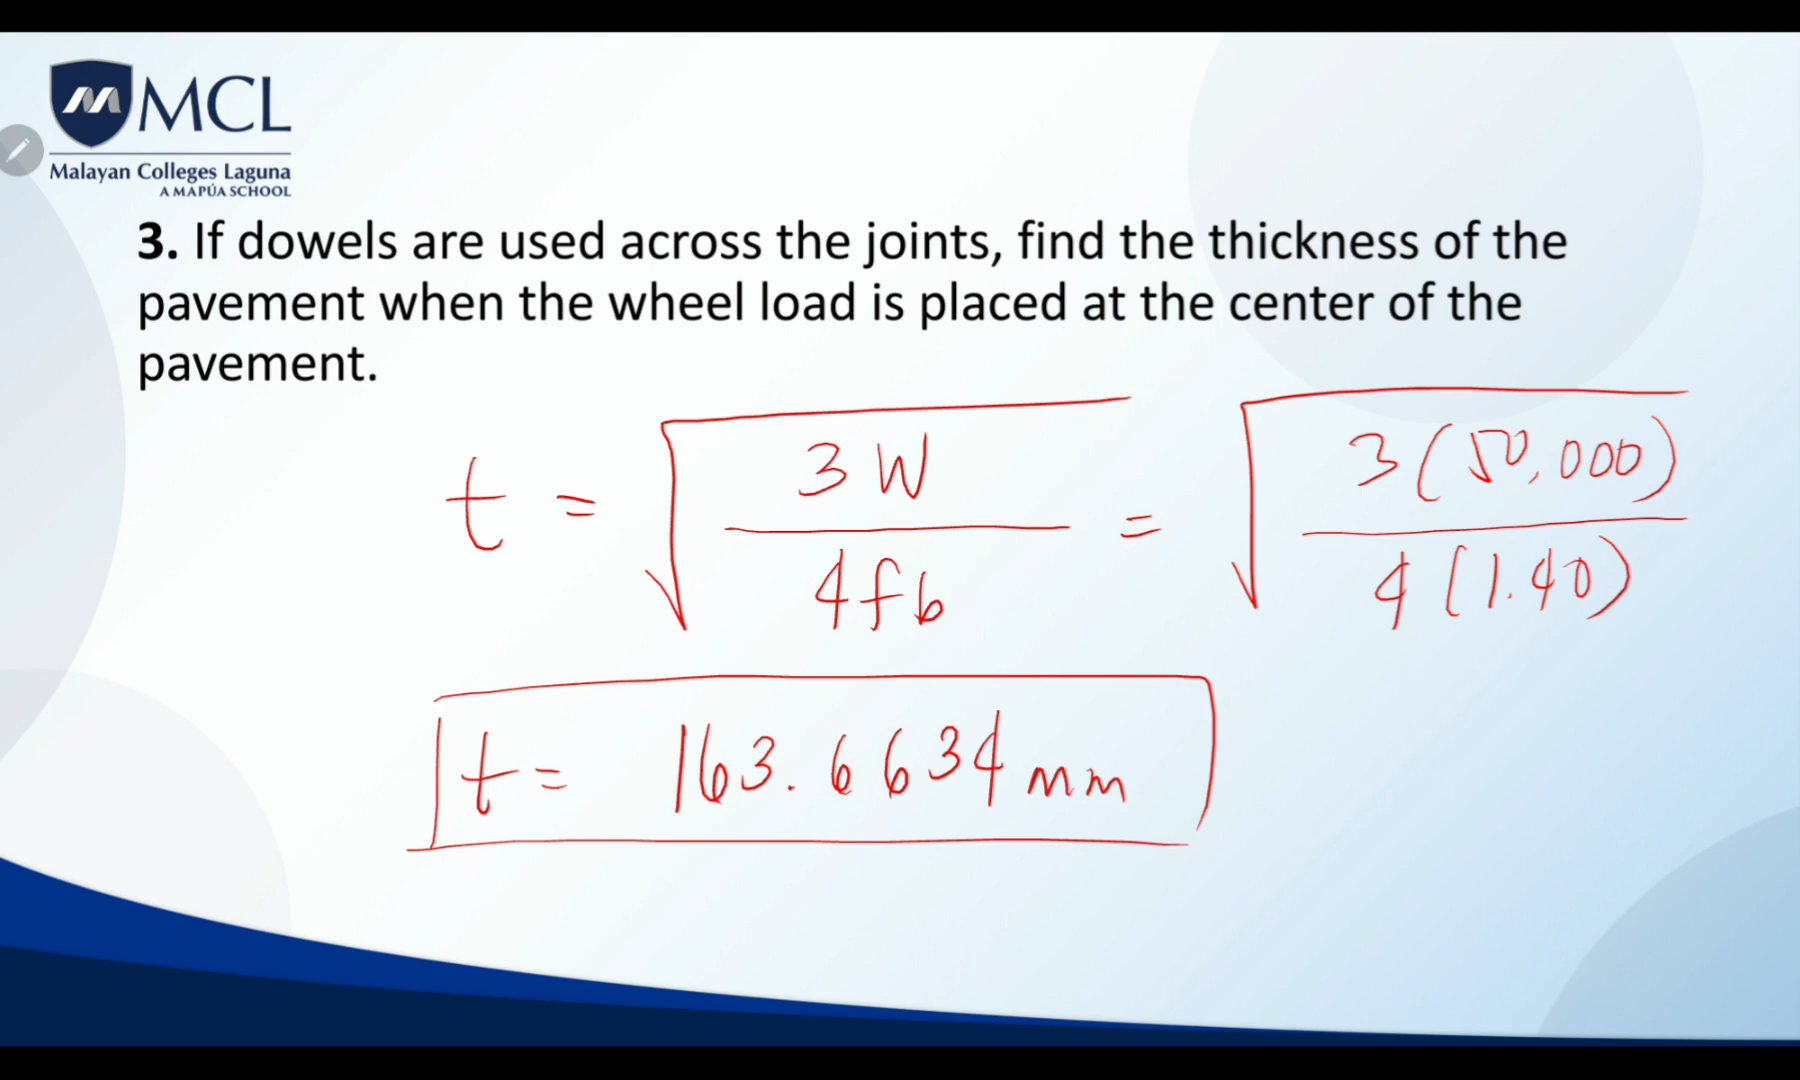 MCL
Malayan Colleges Laguna
A MAPÚA SCHOOL
3. If dowels are used across the joints, find the thickness of the
pavement when the wheel load is placed at the center of the
pavement.
t = √(3W / 4fb) = √(3(50,000) / 4(1.40))
t = 163.6634 mm